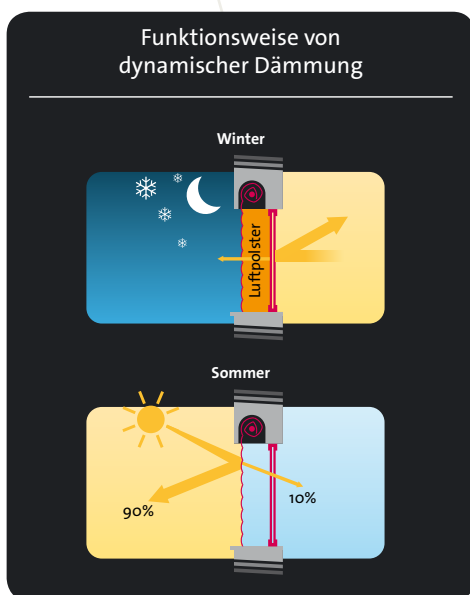 Funktionsweise von
dynamischer Dämmung
Winter
Luftpolster
Sommer
90%
10%